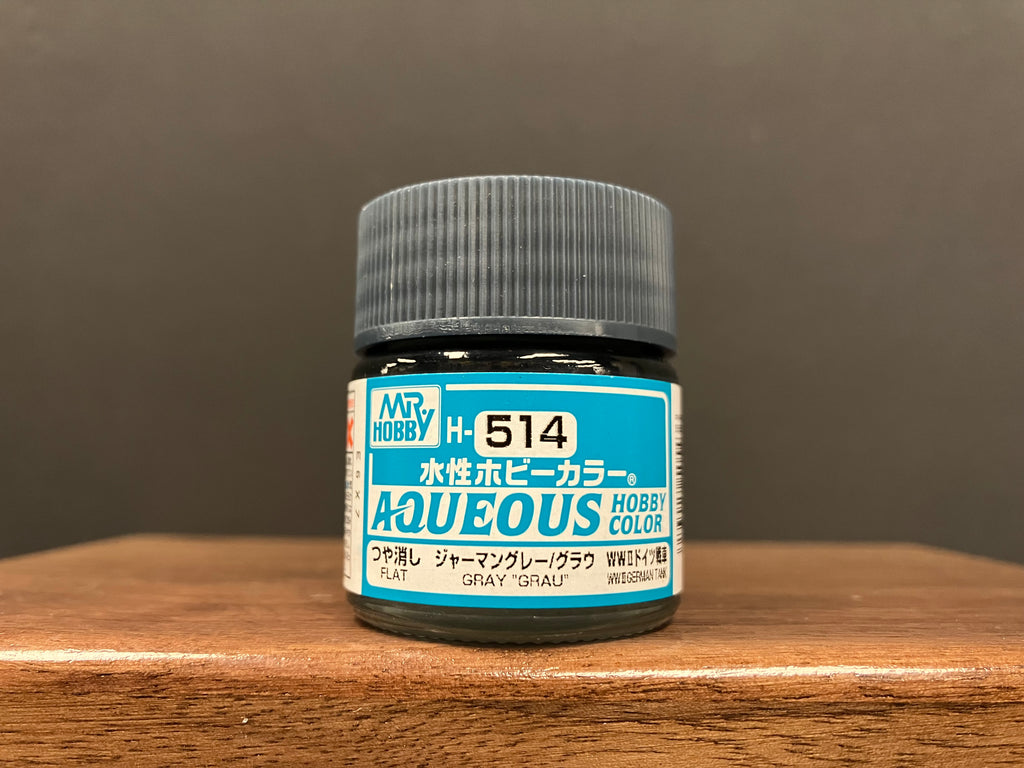 MR.
HOBBY
H-514
水性ホビーカラー®
AQUEOUS HOBBY COLOR
つや消し ジャーマングレー/グラウ WWIIドイツ戦車
FLAT GRAY "GRAU" WWII GERMAN TANK
E6X7